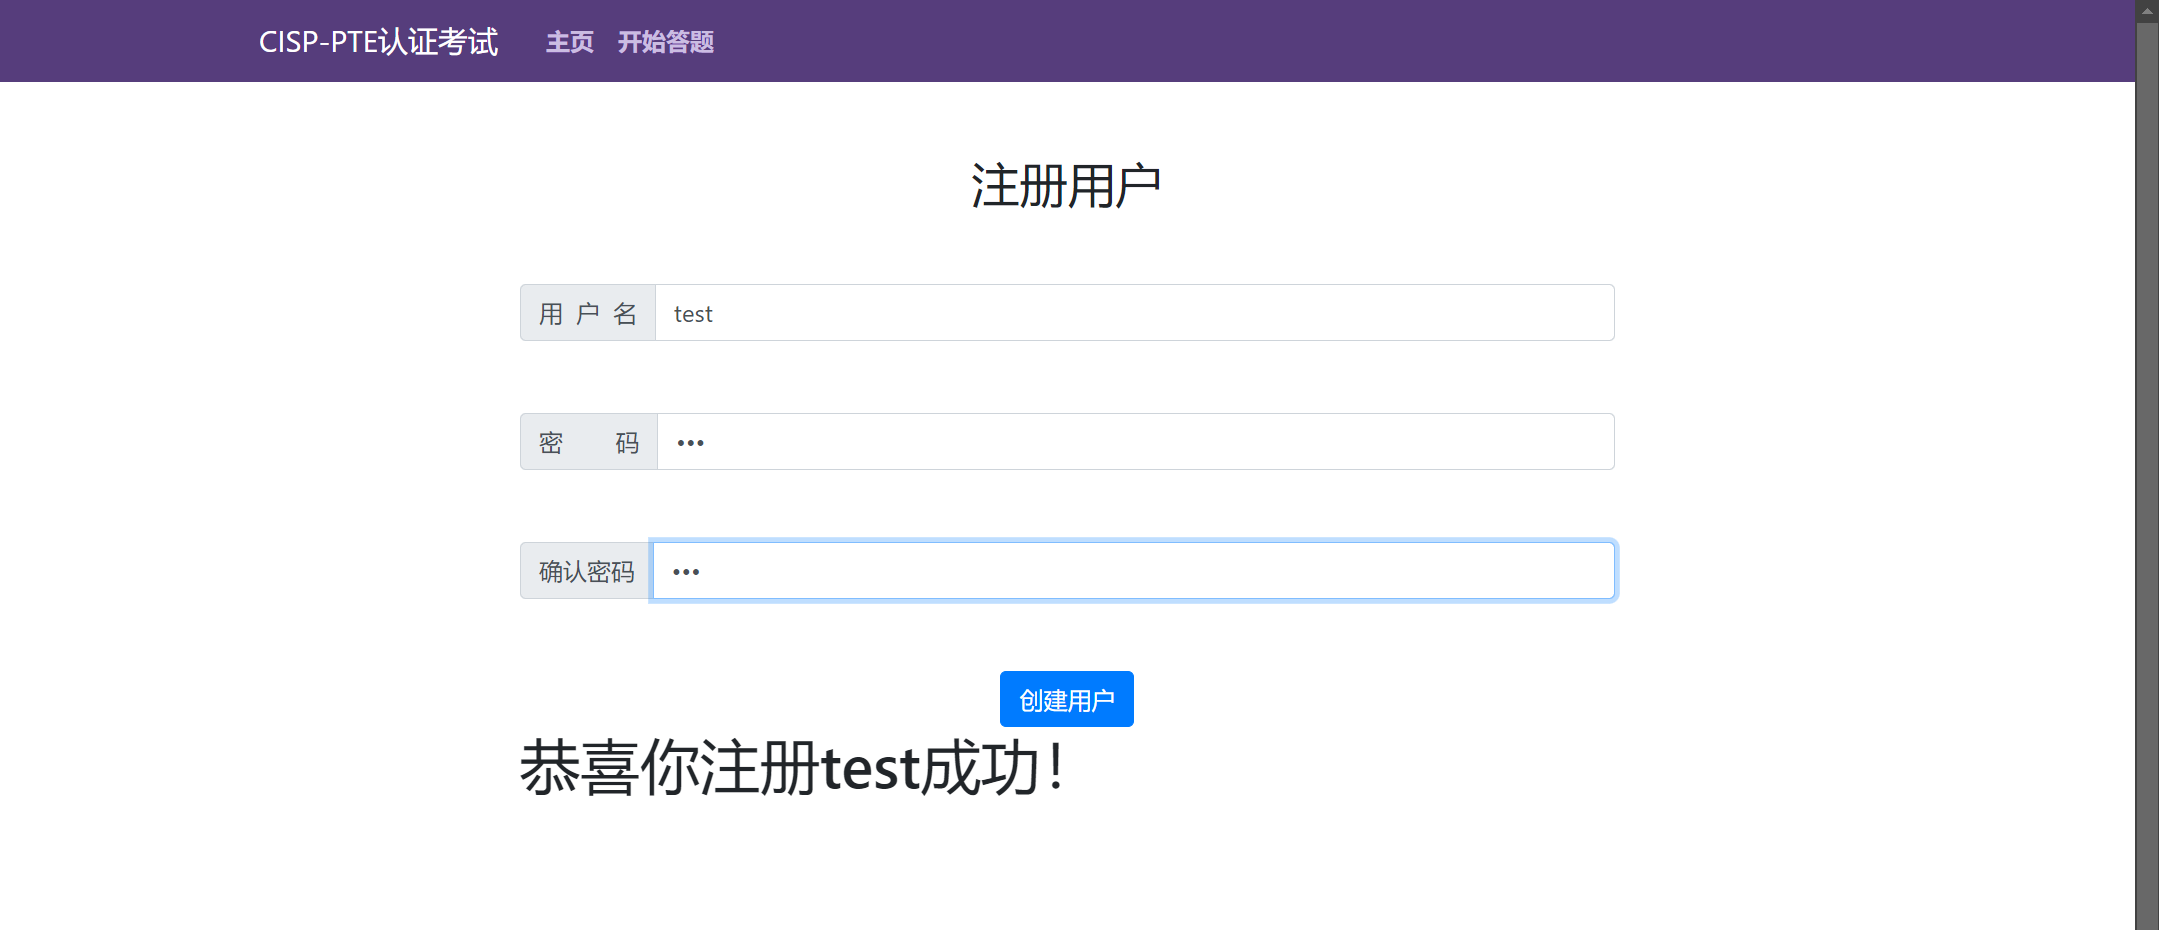 CISP-PTE认证考试 主页 开始答题
注册用户
用 户 名 test
密 码 •••
确认密码 •••
创建用户
恭喜你注册test成功！